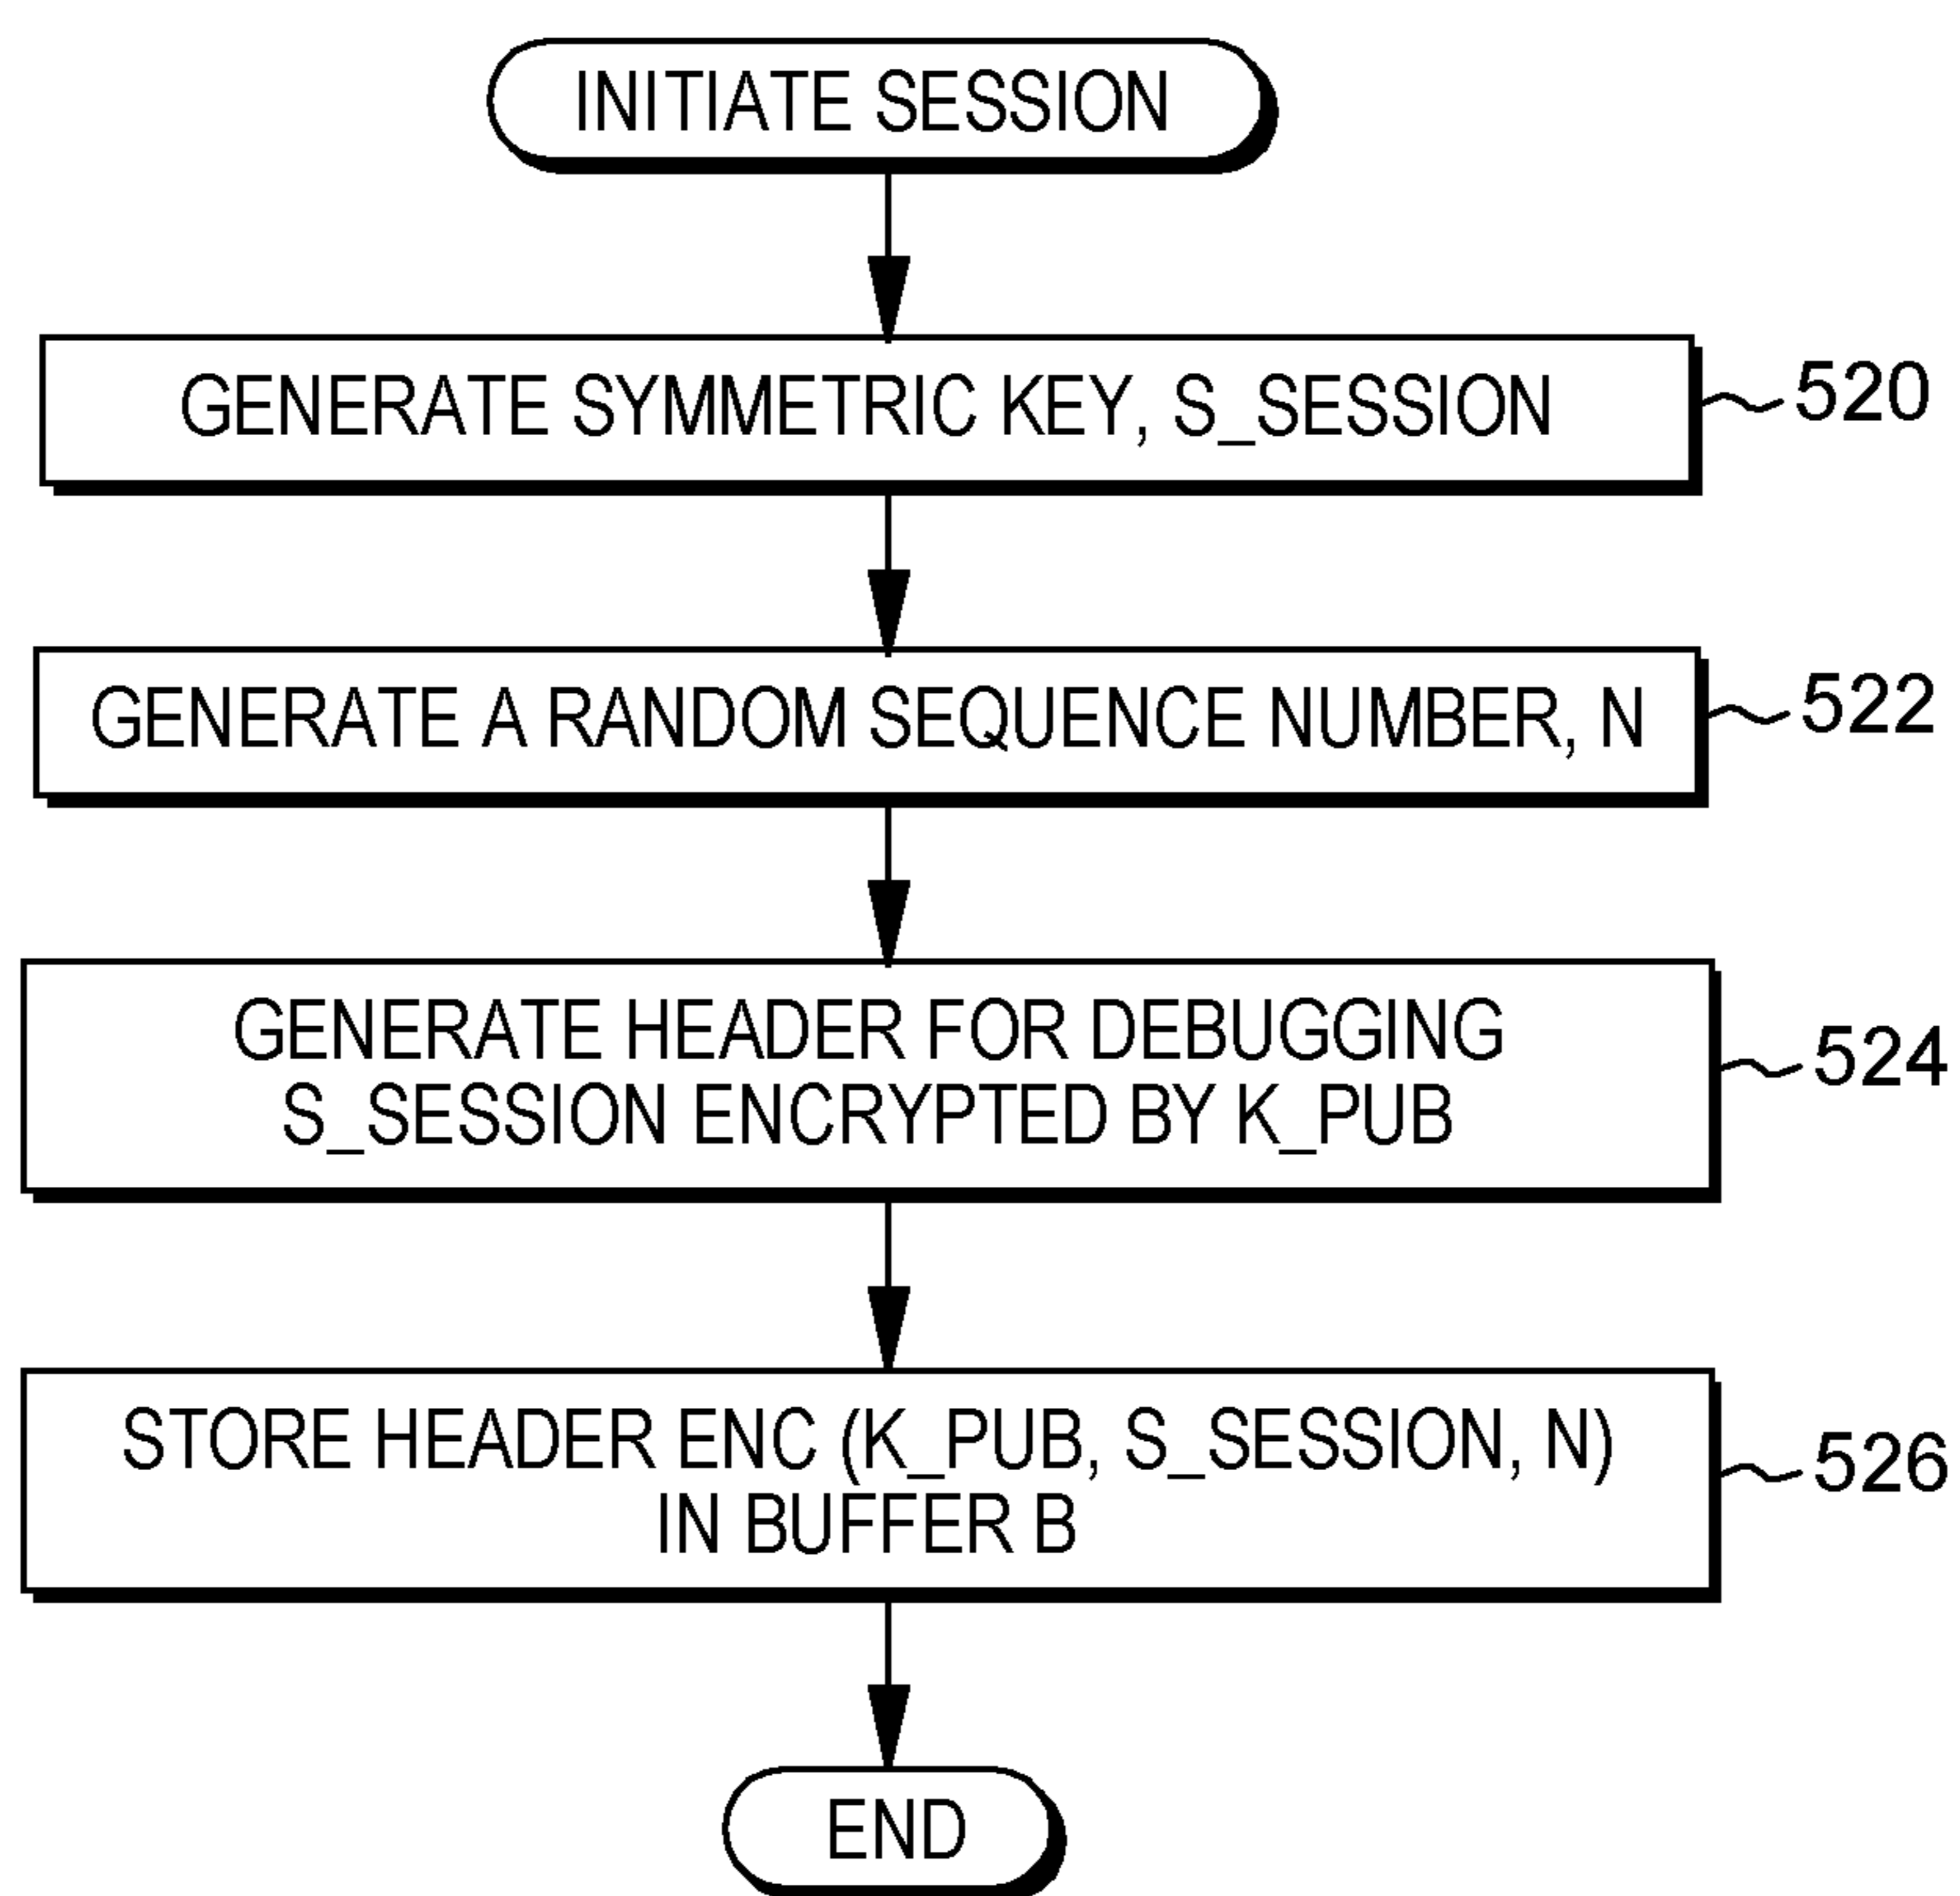 INITIATE SESSION
GENERATE SYMMETRIC KEY, S_SESSION
520
GENERATE A RANDOM SEQUENCE NUMBER, N
522
GENERATE HEADER FOR DEBUGGING
S_SESSION ENCRYPTED BY K_PUB
524
STORE HEADER ENC (K_PUB, S_SESSION, N)
IN BUFFER B
526
END